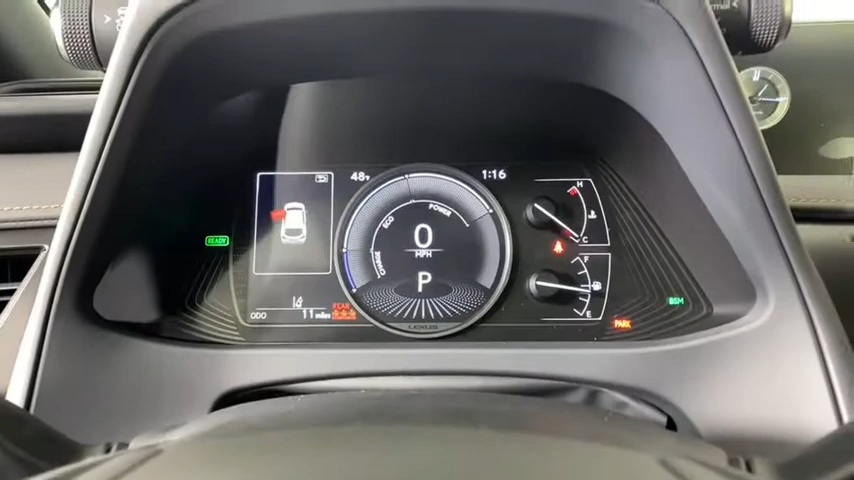 48°F
1:16
H
POWER
ECO
0
MPH
C
READY
CHARGE
F
P
BSM
ODO
11 miles
REAR
E
PARK
LEXUS